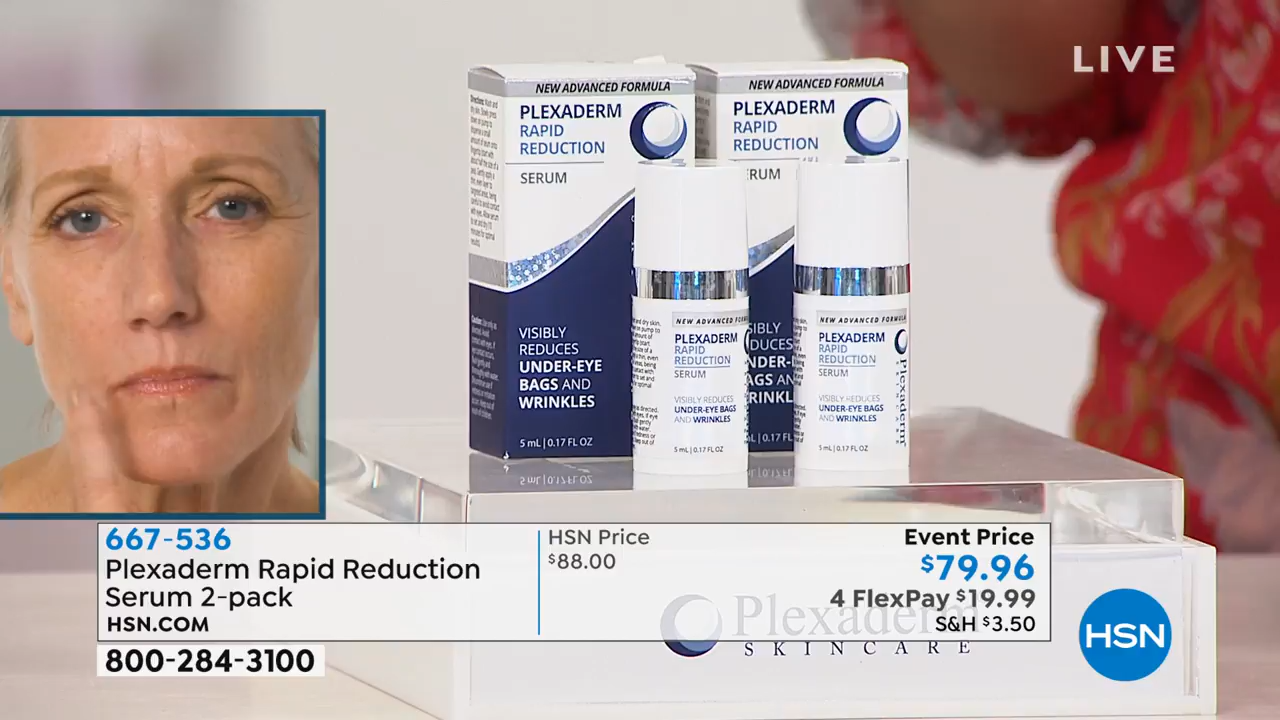 LIVE
NEW ADVANCED FORMULA
PLEXADERM
RAPID
REDUCTION
SERUM
VISIBLY
REDUCES
UNDER-EYE
BAGS AND
WRINKLES
5 mL | 0.17 FL OZ
NEW ADVANCED FORMULA
PLEXADERM
RAPID
REDUCTION
NEW ADVANCED FORMULA
PLEXADERM
RAPID
REDUCTION
SERUM
VISIBLY REDUCES
UNDER-EYE BAGS
AND WRINKLES
5 mL | 0.17 FL OZ
NEW ADVANCED FORMULA
PLEXADERM
RAPID
REDUCTION
SERUM
VISIBLY REDUCES
UNDER-EYE BAGS
AND WRINKLES
5 mL | 0.17 FL OZ
Plexaderm
667-536
Plexaderm Rapid Reduction
Serum 2-pack
HSN.COM
HSN Price
$88.00
Event Price
$79.96
4 FlexPay $19.99
S&H $3.50
800-284-3100
Plexaderm
SKINCARE
HSN